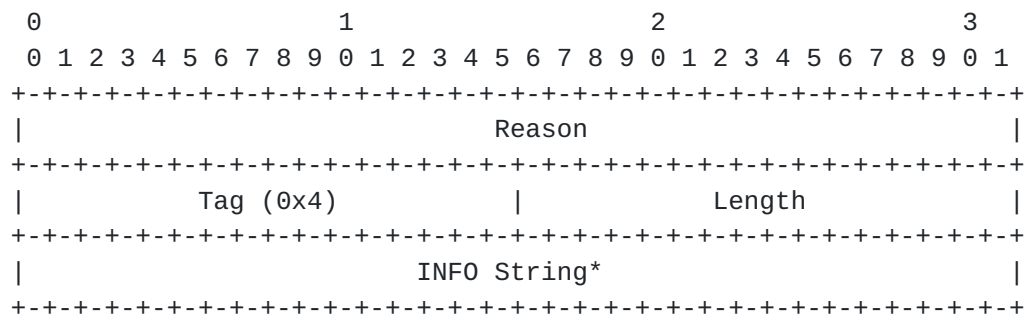 0                   1                   2                   3
 0 1 2 3 4 5 6 7 8 9 0 1 2 3 4 5 6 7 8 9 0 1 2 3 4 5 6 7 8 9 0 1
+-+-+-+-+-+-+-+-+-+-+-+-+-+-+-+-+-+-+-+-+-+-+-+-+-+-+-+-+-+-+-+-+
|                              Reason                           |
+-+-+-+-+-+-+-+-+-+-+-+-+-+-+-+-+-+-+-+-+-+-+-+-+-+-+-+-+-+-+-+-+
|           Tag (0x4)           |            Length             |
+-+-+-+-+-+-+-+-+-+-+-+-+-+-+-+-+-+-+-+-+-+-+-+-+-+-+-+-+-+-+-+-+
|                         INFO String*                          |
+-+-+-+-+-+-+-+-+-+-+-+-+-+-+-+-+-+-+-+-+-+-+-+-+-+-+-+-+-+-+-+-+